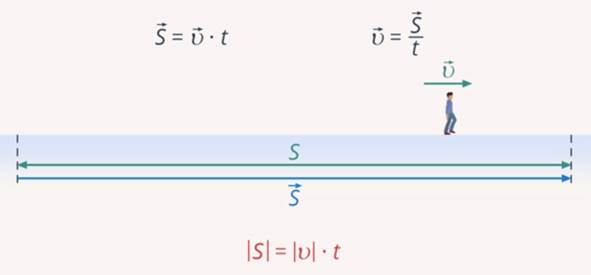 S⃗ = υ⃗ · t
υ⃗ = S⃗/t
υ⃗
S
S⃗
|S| = |υ| · t